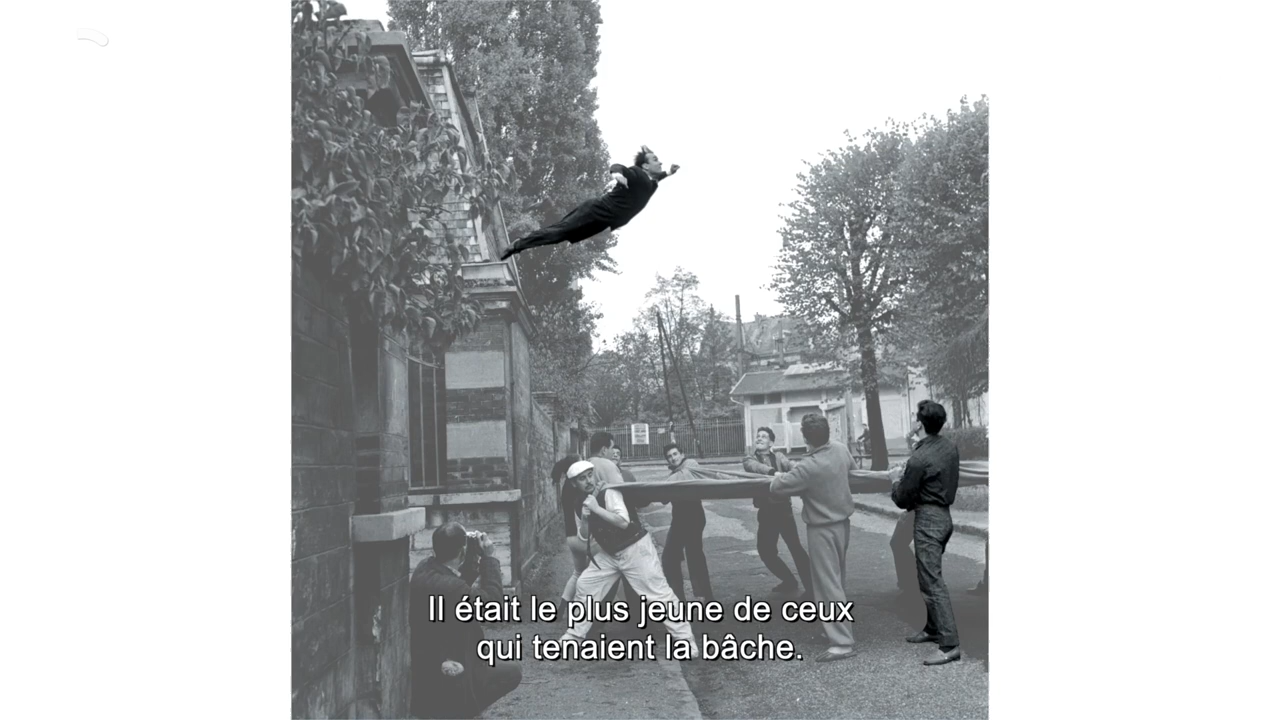 Il était le plus jeune de ceux
qui tenaient la bâche.